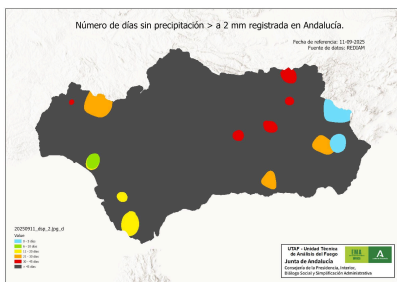 Número de días sin precipitación > a 2 mm registrada en Andalucía.
Fecha de referencia: 11-09-2025
Fuente de datos: REDIAM
20250911_dsp_2.jpg_d
Value
UTAF - Unidad Técnica
de Análisis del Fuego
Junta de Andalucía
Consejería de la Presidencia, Interior,
Diálogo Social y Simplificación Administrativa